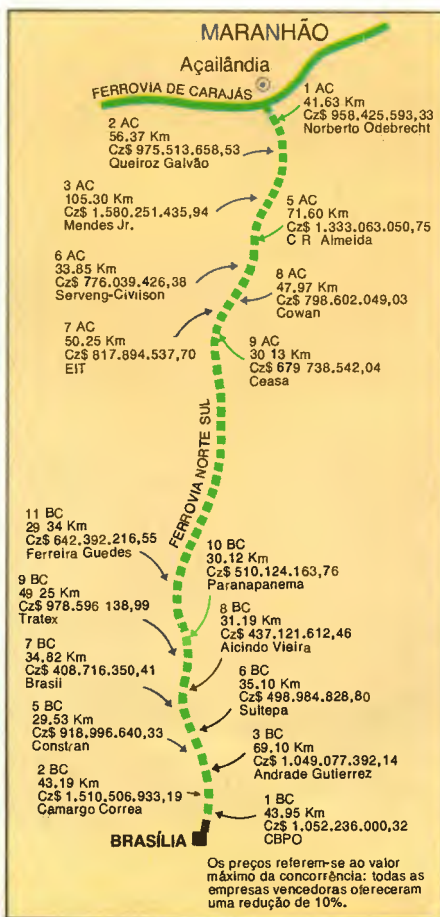 MARANHÃO
Açailândia
FERROVIA DE CARAJÁS
1 AC
41.63 Km
Cz$ 958.425.593,33
Norberto Odebrecht
2 AC
56.37 Km
Cz$ 975.513.658,53
Queiroz Galvão
3 AC
105.30 Km
Cz$ 1.580.251.435,94
Mendes Jr.
5 AC
71.60 Km
Cz$ 1.333.063.050,75
C R Almeida
6 AC
33.85 Km
Cz$ 776.039.426,38
Serveng-Civilson
8 AC
47.97 Km
Cz$ 798.602.049,03
Cowan
7 AC
50.25 Km
Cz$ 817.894.537,70
EIT
9 AC
30 13 Km
Cz$ 679 738.542,04
Ceasa
FERROVIA NORTE SUL
11 BC
29 34 Km
Cz$ 642.392.216,55
Ferreira Guedes
10 BC
30.12 Km
Cz$ 510.124.163,76
Paranapanema
9 BC
49 25 Km
Cz$ 978.596 138,99
Tratex
8 BC
31.19 Km
Cz$ 437.121.612,46
Aicindo Vieira
7 BC
34,82 Km
Cz$ 408.716.350,41
Brasil
6 BC
35.10 Km
Cz$ 498.984.828,80
Sultepa
5 BC
29.53 Km
Cz$ 918.996.640,33
Constran
3 BC
69.10 Km
Cz$ 1.049.077.392,14
Andrade Gutierrez
2 BC
43.19 Km
Cz$ 1.510.506.933,19
Camargo Correa
1 BC
43.95 Km
Cz$ 1.052.236.000,32
CBPO
BRASÍLIA
Os preços referem-se ao valor
máximo da concorrência: todas as
empresas vencedoras ofereceram
uma redução de 10%.